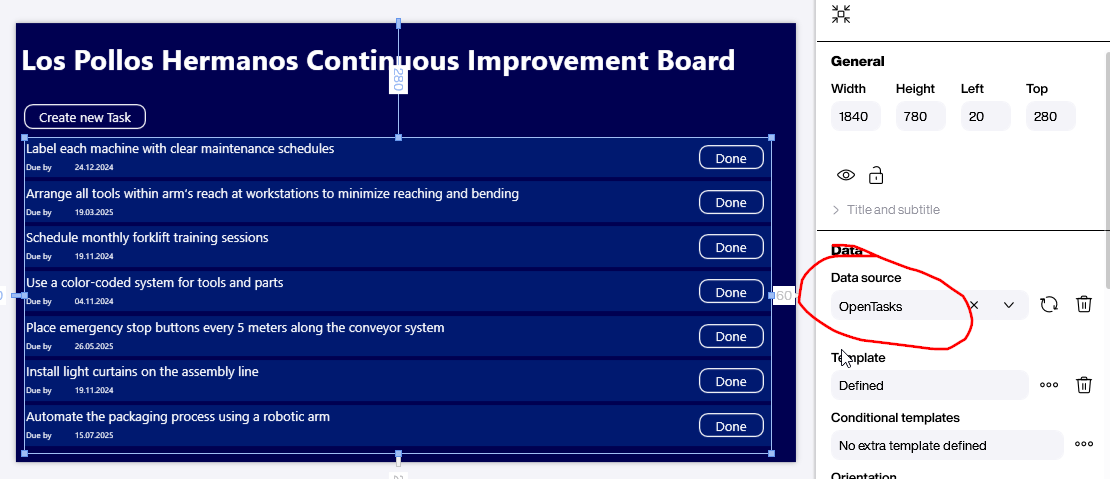 Los Pollos Hermanos Continuous Improvement Board
280
Create new Task
Label each machine with clear maintenance schedules
Due by 24.12.2024
Done
Arrange all tools within arm's reach at workstations to minimize reaching and bending
Due by 19.03.2025
Done
Schedule monthly forklift training sessions
Due by 19.11.2024
Done
Use a color-coded system for tools and parts
Due by 04.11.2024
Done
Place emergency stop buttons every 5 meters along the conveyor system
Due by 26.05.2025
Done
Install light curtains on the assembly line
Due by 19.11.2024
Done
Automate the packaging process using a robotic arm
Due by 15.07.2025
Done
60
General
Width Height Left Top
1840 780 20 280
Title and subtitle
Data
Data source
OpenTasks
Template
Defined
Conditional templates
No extra template defined
Orientation